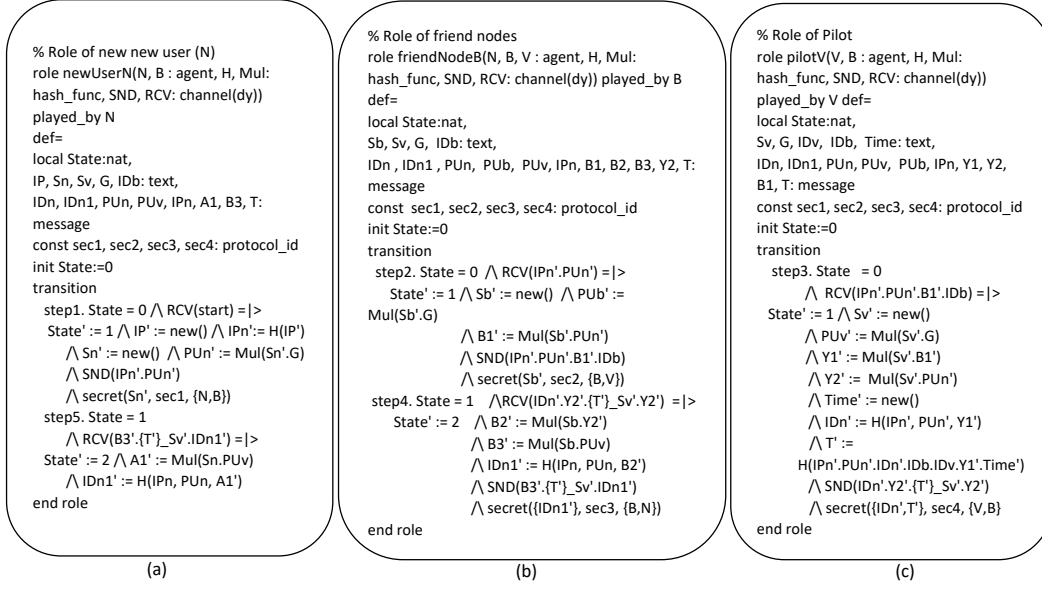 % Role of new new user (N)
role newUserN(N, B : agent, H, Mul:
hash_func, SND, RCV: channel(dy))
played_by N
def=
local State:nat,
IP, Sn, Sv, G, IDb: text,
IDn, IDn1, PUn, PUv, IPn, A1, B3, T:
message
const sec1, sec2, sec3, sec4: protocol_id
init State:=0
transition
step1. State = 0 /\ RCV(start) =|>
State' := 1 /\ IP' := new() /\ IPn':= H(IP')
/\ Sn' := new() /\ PUn' := Mul(Sn'.G)
/\ SND(IPn'.PUn')
/\ secret(Sn', sec1, {N,B})
step5. State = 1
/\ RCV(B3'.{T'}_Sv'.IDn1') =|>
State' := 2 /\ A1' := Mul(Sn.PUv)
/\ IDn1' := H(IPn, PUn, A1')
end role
(a)
% Role of friend nodes
role friendNodeB(N, B, V : agent, H, Mul:
hash_func, SND, RCV: channel(dy)) played_by B
def=
local State:nat,
Sb, Sv, G, IDb: text,
IDn , IDn1 , PUn, PUb, PUv, IPn, B1, B2, B3, Y2, T:
message
const sec1, sec2, sec3, sec4: protocol_id
init State:=0
transition
step2. State = 0 /\ RCV(IPn'.PUn') =|>
State' := 1 /\ Sb' := new() /\ PUb' :=
Mul(Sb'.G)
/\ B1' := Mul(Sb'.PUn')
/\ SND(IPn'.PUn'.B1'.IDb)
/\ secret(Sb', sec2, {B,V})
step4. State = 1 /\RCV(IDn'.Y2'.{T'}_Sv'.Y2') =|>
State' := 2 /\ B2' := Mul(Sb.Y2')
/\ B3' := Mul(Sb.PUv)
/\ IDn1' := H(IPn, PUn, B2')
/\ SND(B3'.{T'}_Sv'.IDn1')
/\ secret({IDn1'}, sec3, {B,N})
end role
(b)
% Role of Pilot
role pilotV(V, B : agent, H, Mul:
hash_func, SND, RCV: channel(dy))
played_by V def=
local State:nat,
Sv, G, IDv, IDb, Time: text,
IDn, IDn1, PUn, PUv, PUb, IPn, Y1, Y2,
B1, T: message
const sec1, sec2, sec3, sec4: protocol_id
init State:=0
transition
step3. State = 0
/\ RCV(IPn'.PUn'.B1'.IDb) =|>
State' := 1 /\ Sv' := new()
/\ PUv' := Mul(Sv'.G)
/\ Y1' := Mul(Sv'.B1')
/\ Y2' := Mul(Sv'.PUn')
/\ Time' := new()
/\ IDn' := H(IPn', PUn', Y1')
/\ T' :=
H(IPn'.PUn'.IDn'.IDb.IDv.Y1'.Time')
/\ SND(IDn'.Y2'.{T'}_Sv'.Y2')
/\ secret({IDn',T'}, sec4, {V,B}
end role
(c)